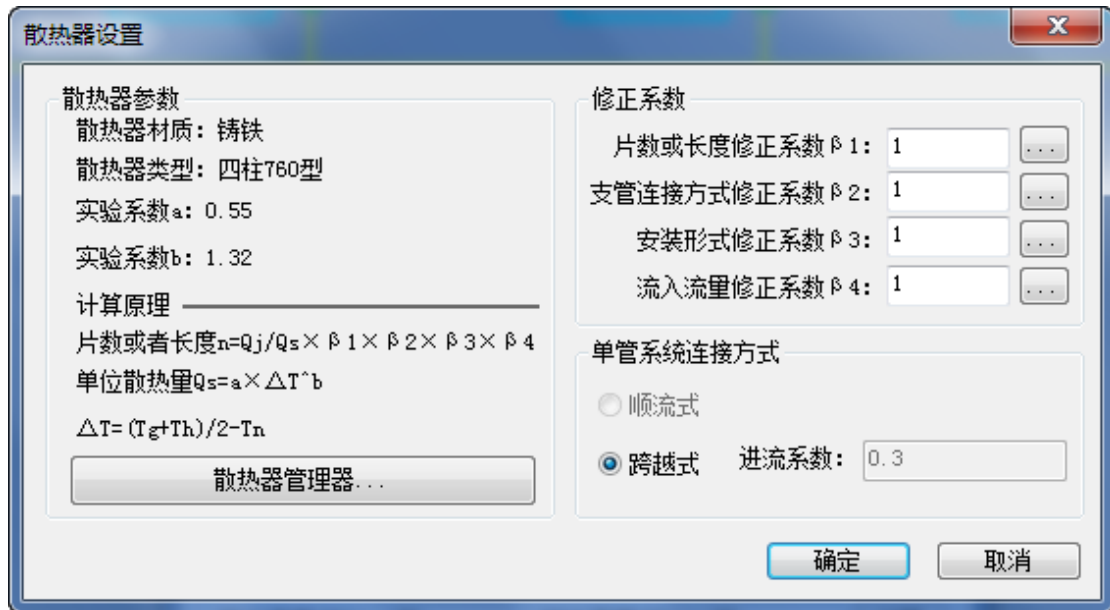 散热器设置
散热器参数
散热器材质: 铸铁
散热器类型: 四柱760型
实验系数a: 0.55
实验系数b: 1.32
计算原理
片数或者长度n=Qj/Qs×β1×β2×β3×β4
单位散热量Qs=a×△T^b
△T=(Tg+Th)/2-Tn
散热器管理器...
修正系数
片数或长度修正系数β1: 1 ...
支管连接方式修正系数β2: 1 ...
安装形式修正系数β3: 1 ...
流入流量修正系数β4: 1 ...
单管系统连接方式
顺流式
跨越式 进流系数: 0.3
确定 取消